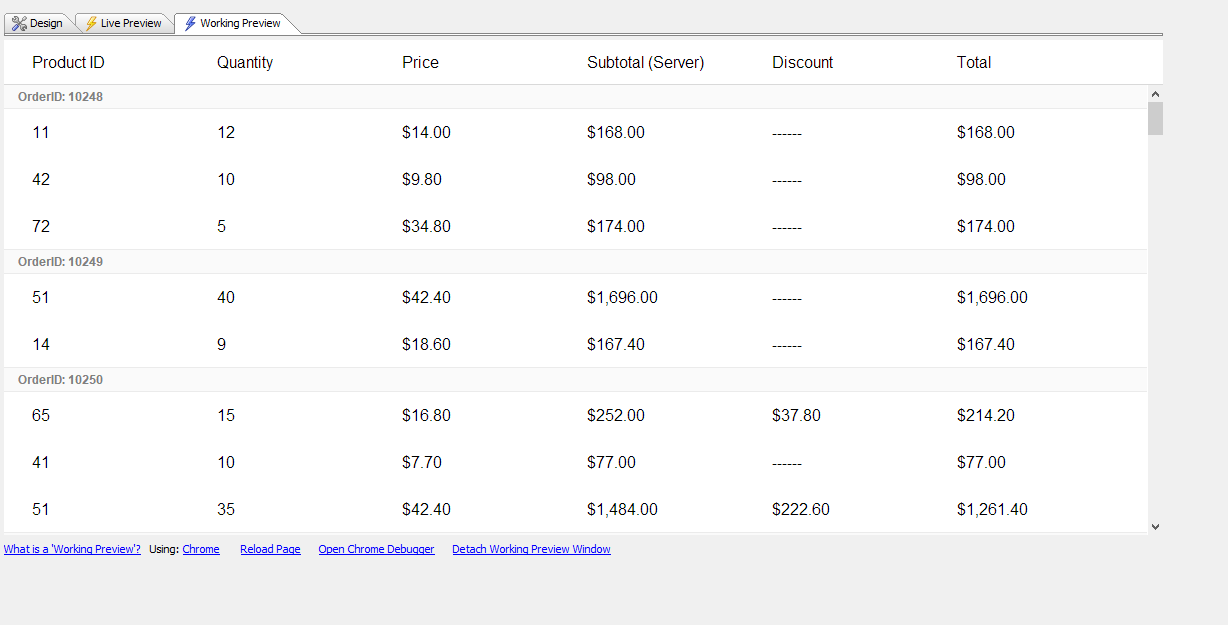 Design Live Preview Working Preview
Product ID Quantity Price Subtotal (Server) Discount Total
OrderID: 10248
11 12 $14.00 $168.00 ------ $168.00
42 10 $9.80 $98.00 ------ $98.00
72 5 $34.80 $174.00 ------ $174.00
OrderID: 10249
51 40 $42.40 $1,696.00 ------ $1,696.00
14 9 $18.60 $167.40 ------ $167.40
OrderID: 10250
65 15 $16.80 $252.00 $37.80 $214.20
41 10 $7.70 $77.00 ------ $77.00
51 35 $42.40 $1,484.00 $222.60 $1,261.40
What is a 'Working Preview'? Using: Chrome Reload Page Open Chrome Debugger Detach Working Preview Window